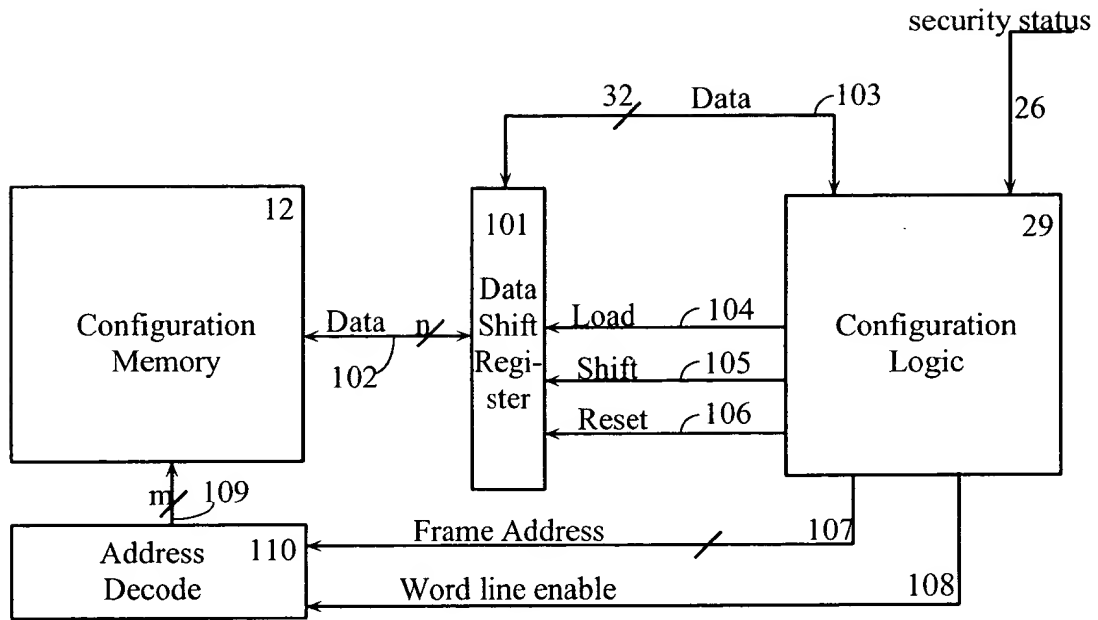 security status
32 Data 103
26
12
101
29
Data
Shift
Regi-
ster
Configuration
Memory
Data n
102
Load 104
Shift 105
Reset 106
Configuration
Logic
m 109
Frame Address 107
Address
Decode
110
Word line enable 108